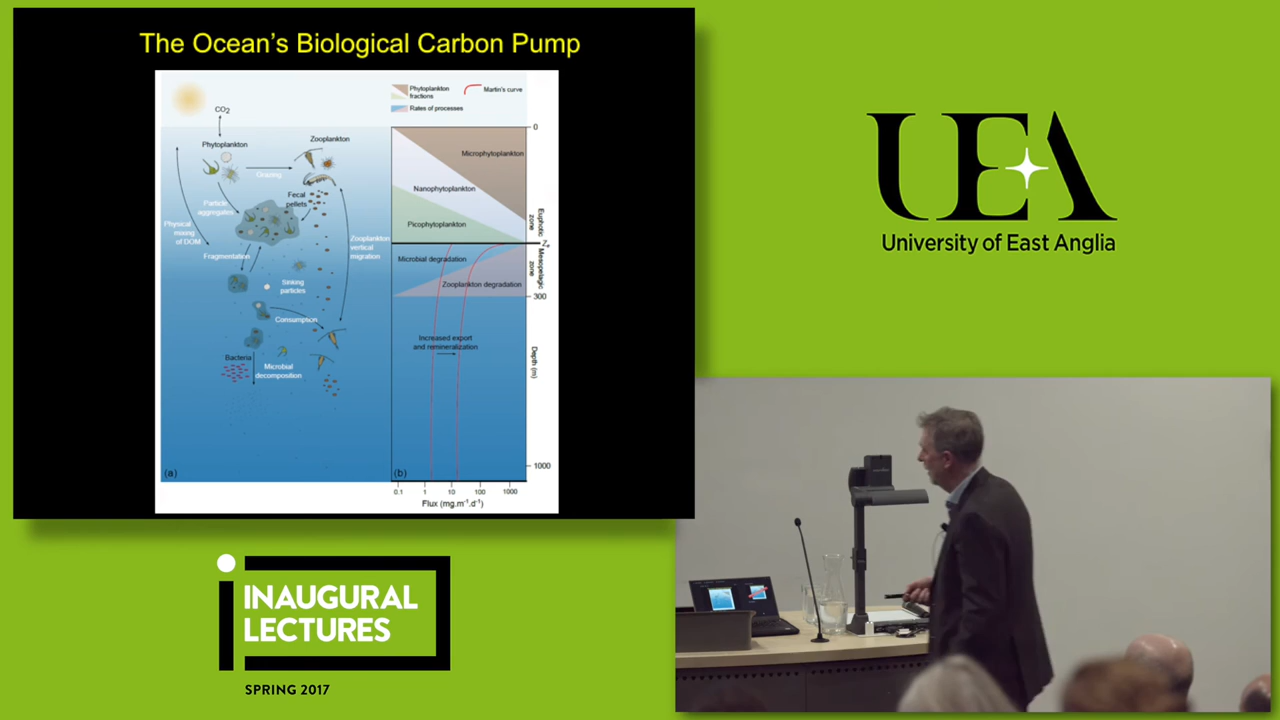 The Ocean's Biological Carbon Pump
CO2
Phytoplankton
Zooplankton
Grazing
Fecal
pellets
Particle
aggregates
Physical
mixing
of DOM
Zooplankton
vertical
migration
Fragmentation
Sinking
particles
Consumption
Bacteria
Microbial
decomposition
(a)
Phytoplankton
fractions
Martin's curve
Rates of processes
0
Microphytoplankton
Nanophytoplankton
Picophytoplankton
Euphotic
zone
Mesopelagic
zone
Microbial degradation
Zooplankton degradation
300
Increased export
and remineralization
Depth (m)
1000
(b)
0.1 1 10 100 1000
Flux (mg.m-1.d-1)
UEA
University of East Anglia
INAUGURAL
LECTURES
SPRING 2017